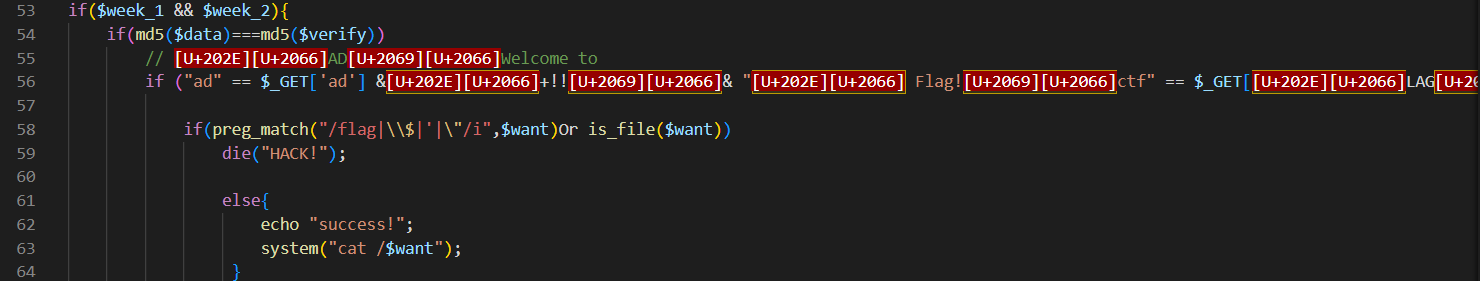 53 if($week_1 && $week_2){
54 if(md5($data)===md5($verify))
55 // [U+202E][U+2066]AD[U+2069][U+2066]Welcome to
56 if ("ad" == $_GET['ad'] &[U+202E][U+2066]+!![U+2069][U+2066]& "[U+202E][U+2066] Flag![U+2069][U+2066]ctf" == $_GET[[U+202E][U+2066]LAG[U+20
57
58 if(preg_match("/flag|\\$|'|\"/i",$want)Or is_file($want))
59 die("HACK!");
60
61 else{
62 echo "success!";
63 system("cat /$want");
64 }